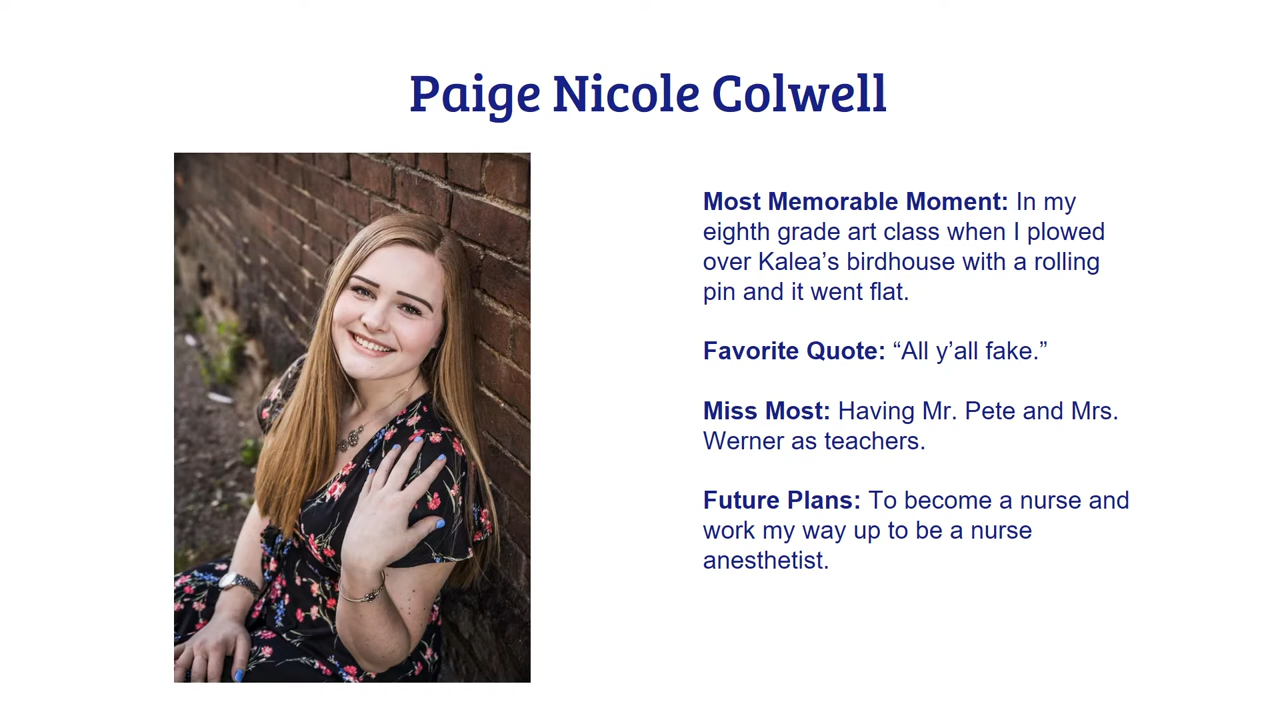 Paige Nicole Colwell
Most Memorable Moment: In my
eighth grade art class when I plowed
over Kalea’s birdhouse with a rolling
pin and it went flat.
Favorite Quote: “All y’all fake.”
Miss Most: Having Mr. Pete and Mrs.
Werner as teachers.
Future Plans: To become a nurse and
work my way up to be a nurse
anesthetist.